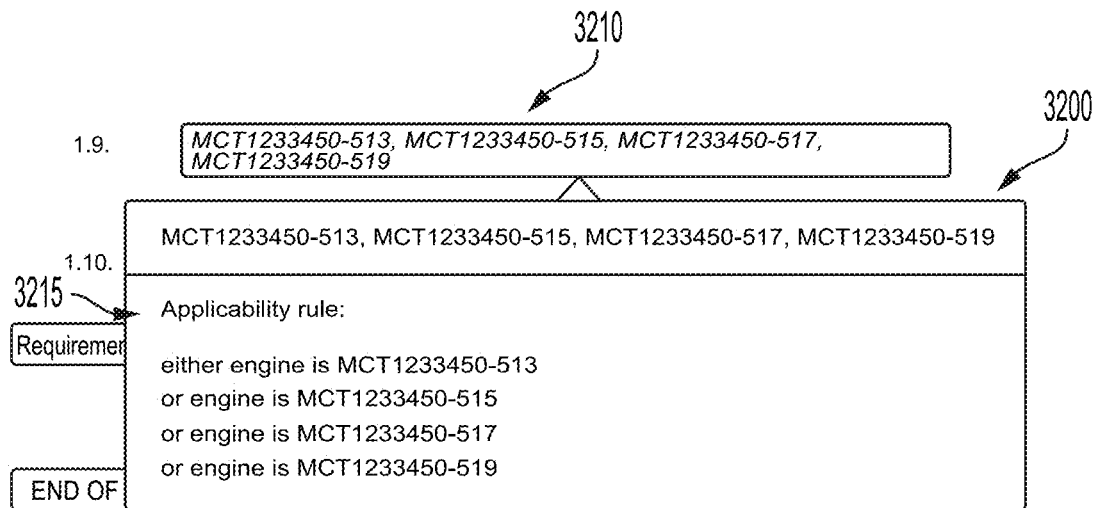 3210
3200
1.9.
MCT1233450-513, MCT1233450-515, MCT1233450-517,
MCT1233450-519
MCT1233450-513, MCT1233450-515, MCT1233450-517, MCT1233450-519
1.10.
3215
Applicability rule:
Requiremen
either engine is MCT1233450-513
or engine is MCT1233450-515
or engine is MCT1233450-517
or engine is MCT1233450-519
END OF